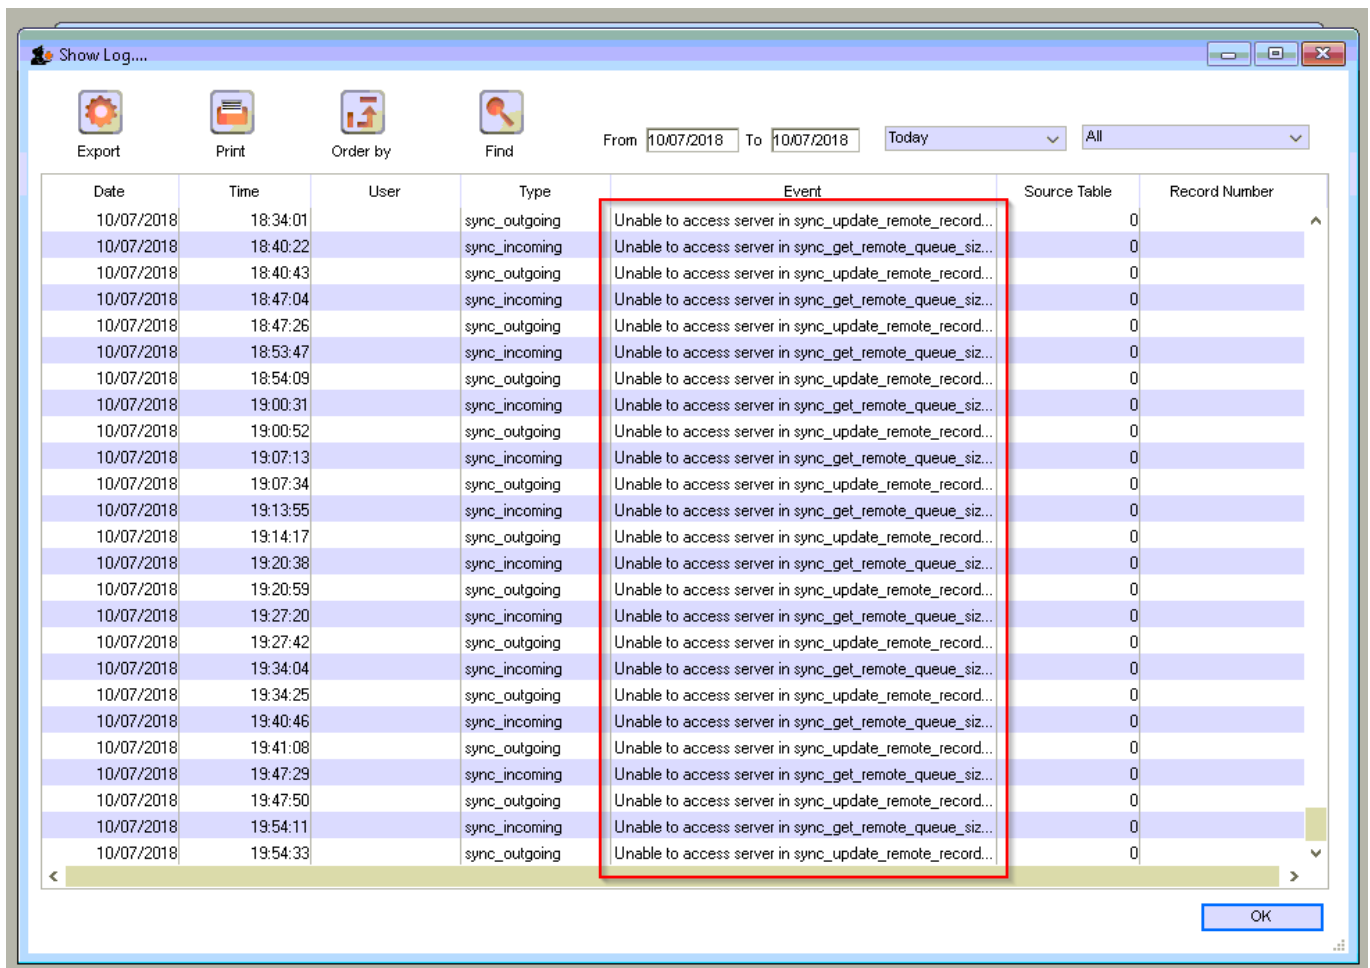 Show Log....
Export Print Order by Find From 10/07/2018 To 10/07/2018 Today All
Date Time User Type Event Source Table Record Number
10/07/2018 18:34:01 sync_outgoing Unable to access server in sync_update_remote_record... 0
10/07/2018 18:40:22 sync_incoming Unable to access server in sync_get_remote_queue_siz... 0
10/07/2018 18:40:43 sync_outgoing Unable to access server in sync_update_remote_record... 0
10/07/2018 18:47:04 sync_incoming Unable to access server in sync_get_remote_queue_siz... 0
10/07/2018 18:47:26 sync_outgoing Unable to access server in sync_update_remote_record... 0
10/07/2018 18:53:47 sync_incoming Unable to access server in sync_get_remote_queue_siz... 0
10/07/2018 18:54:09 sync_outgoing Unable to access server in sync_update_remote_record... 0
10/07/2018 19:00:31 sync_incoming Unable to access server in sync_get_remote_queue_siz... 0
10/07/2018 19:00:52 sync_outgoing Unable to access server in sync_update_remote_record... 0
10/07/2018 19:07:13 sync_incoming Unable to access server in sync_get_remote_queue_siz... 0
10/07/2018 19:07:34 sync_outgoing Unable to access server in sync_update_remote_record... 0
10/07/2018 19:13:55 sync_incoming Unable to access server in sync_get_remote_queue_siz... 0
10/07/2018 19:14:17 sync_outgoing Unable to access server in sync_update_remote_record... 0
10/07/2018 19:20:38 sync_incoming Unable to access server in sync_get_remote_queue_siz... 0
10/07/2018 19:20:59 sync_outgoing Unable to access server in sync_update_remote_record... 0
10/07/2018 19:27:20 sync_incoming Unable to access server in sync_get_remote_queue_siz... 0
10/07/2018 19:27:42 sync_outgoing Unable to access server in sync_update_remote_record... 0
10/07/2018 19:34:04 sync_incoming Unable to access server in sync_get_remote_queue_siz... 0
10/07/2018 19:34:25 sync_outgoing Unable to access server in sync_update_remote_record... 0
10/07/2018 19:40:46 sync_incoming Unable to access server in sync_get_remote_queue_siz... 0
10/07/2018 19:41:08 sync_outgoing Unable to access server in sync_update_remote_record... 0
10/07/2018 19:47:29 sync_incoming Unable to access server in sync_get_remote_queue_siz... 0
10/07/2018 19:47:50 sync_outgoing Unable to access server in sync_update_remote_record... 0
10/07/2018 19:54:11 sync_incoming Unable to access server in sync_get_remote_queue_siz... 0
10/07/2018 19:54:33 sync_outgoing Unable to access server in sync_update_remote_record... 0
OK